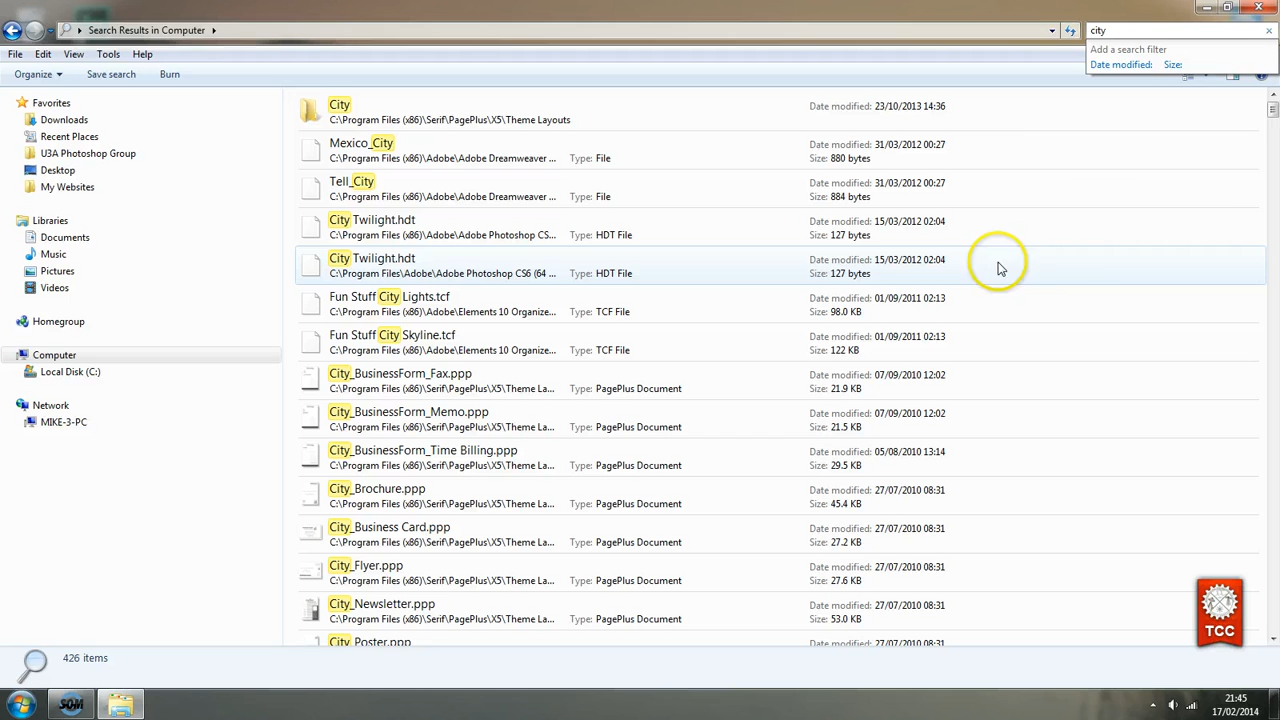 Search Results in Computer
city
File Edit View Tools Help
Add a search filter
Date modified: Size:
Organize Save search Burn
Favorites
Downloads
Recent Places
U3A Photoshop Group
Desktop
My Websites
Libraries
Documents
Music
Pictures
Videos
Homegroup
Computer
Local Disk (C:)
Network
MIKE-3-PC
City Date modified: 23/10/2013 14:36
C:\Program Files (x86)\Serif\PagePlus\X5\Theme Layouts
Mexico_City Date modified: 31/03/2012 00:27
C:\Program Files (x86)\Adobe\Adobe Dreamweaver ... Type: File Size: 880 bytes
Tell_City Date modified: 31/03/2012 00:27
C:\Program Files (x86)\Adobe\Adobe Dreamweaver ... Type: File Size: 884 bytes
City Twilight.hdt Date modified: 15/03/2012 02:04
C:\Program Files (x86)\Adobe\Adobe Photoshop CS... Type: HDT File Size: 127 bytes
City Twilight.hdt Date modified: 15/03/2012 02:04
C:\Program Files\Adobe\Adobe Photoshop CS6 (64 ... Type: HDT File Size: 127 bytes
Fun Stuff City Lights.tcf Date modified: 01/09/2011 02:13
C:\Program Files (x86)\Adobe\Elements 10 Organize... Type: TCF File Size: 98.0 KB
Fun Stuff City Skyline.tcf Date modified: 01/09/2011 02:13
C:\Program Files (x86)\Adobe\Elements 10 Organize... Type: TCF File Size: 122 KB
City_BusinessForm_Fax.ppp Date modified: 07/09/2010 12:02
C:\Program Files (x86)\Serif\PagePlus\X5\Theme La... Type: PagePlus Document Size: 21.9 KB
City_BusinessForm_Memo.ppp Date modified: 07/09/2010 12:02
C:\Program Files (x86)\Serif\PagePlus\X5\Theme La... Type: PagePlus Document Size: 21.5 KB
City_BusinessForm_Time Billing.ppp Date modified: 05/08/2010 13:14
C:\Program Files (x86)\Serif\PagePlus\X5\Theme La... Type: PagePlus Document Size: 29.5 KB
City_Brochure.ppp Date modified: 27/07/2010 08:31
C:\Program Files (x86)\Serif\PagePlus\X5\Theme La... Type: PagePlus Document Size: 45.4 KB
City_Business Card.ppp Date modified: 27/07/2010 08:31
C:\Program Files (x86)\Serif\PagePlus\X5\Theme La... Type: PagePlus Document Size: 27.2 KB
City_Flyer.ppp Date modified: 27/07/2010 08:31
C:\Program Files (x86)\Serif\PagePlus\X5\Theme La... Type: PagePlus Document Size: 27.6 KB
City_Newsletter.ppp Date modified: 27/07/2010 08:31
C:\Program Files (x86)\Serif\PagePlus\X5\Theme La... Type: PagePlus Document Size: 53.0 KB
City_Poster.ppp Date modified: 27/07/2010 08:31
TCC
426 items
SOM
21:45
17/02/2014